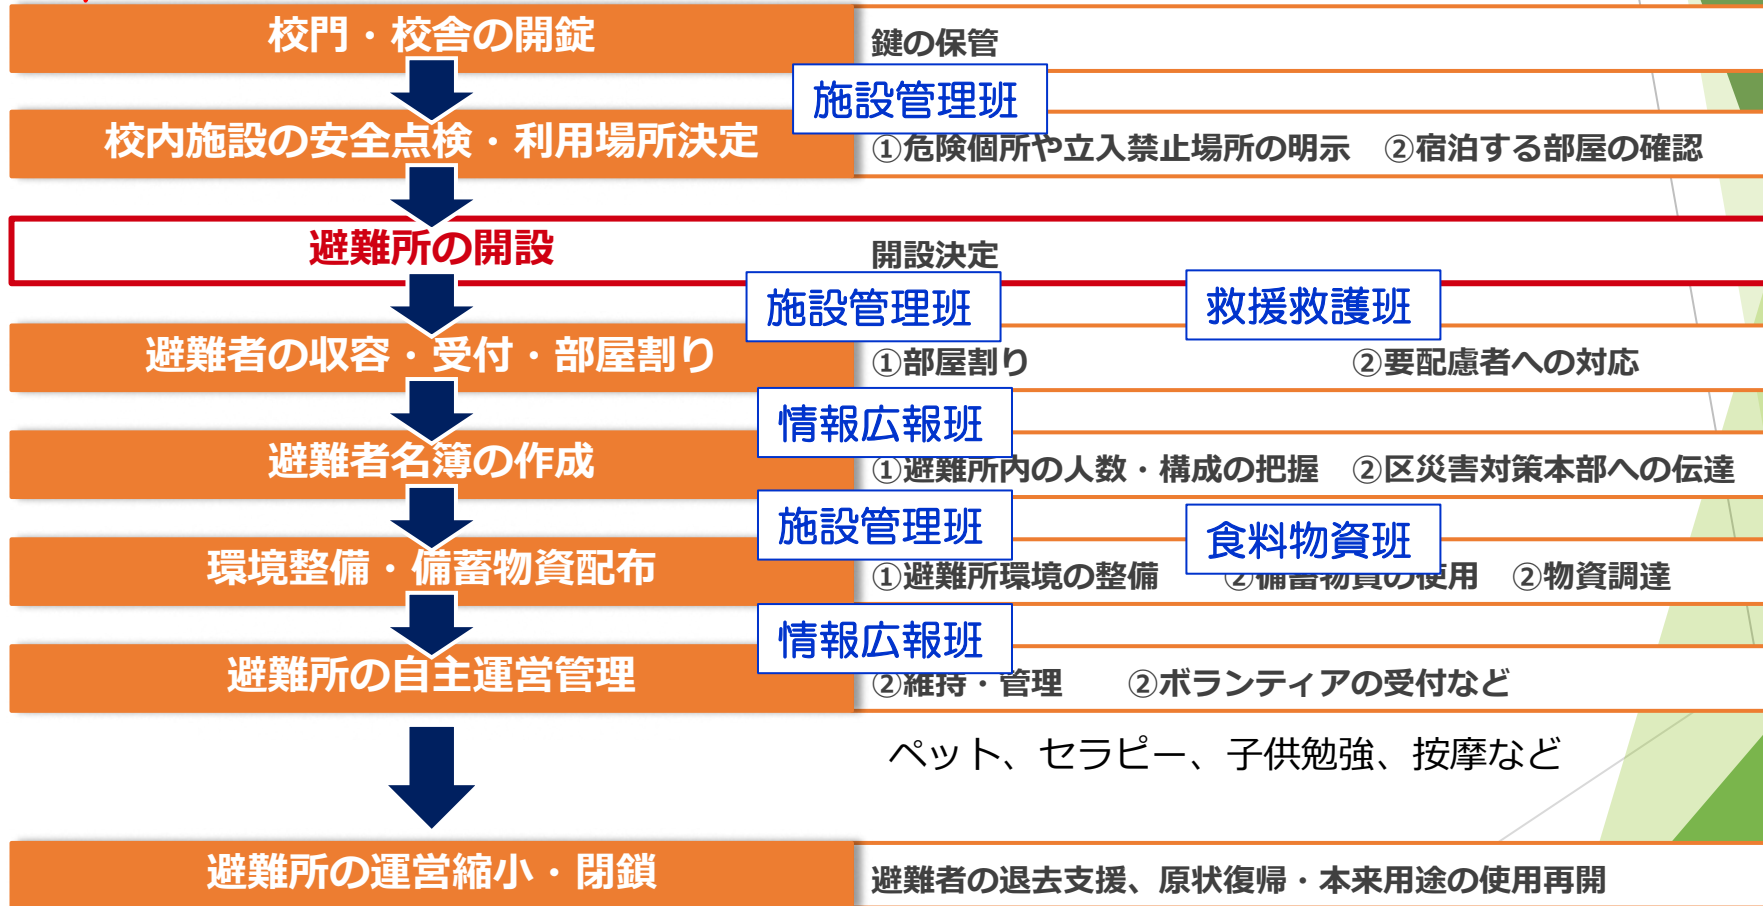 校門・校舎の開錠
鍵の保管
施設管理班
校内施設の安全点検・利用場所決定
①危険個所や立入禁止場所の明示　②宿泊する部屋の確認
避難所の開設
開設決定
施設管理班
救援救護班
避難者の収容・受付・部屋割り
①部屋割り
②要配慮者への対応
情報広報班
避難者名簿の作成
①避難所内の人数・構成の把握　②区災害対策本部への伝達
施設管理班
食料物資班
環境整備・備蓄物資配布
①避難所環境の整備　②備蓄物資の使用　②物資調達
情報広報班
避難所の自主運営管理
②維持・管理　②ボランティアの受付など
ペット、セラピー、子供勉強、按摩など
避難所の運営縮小・閉鎖
避難者の退去支援、原状復帰・本来用途の使用再開